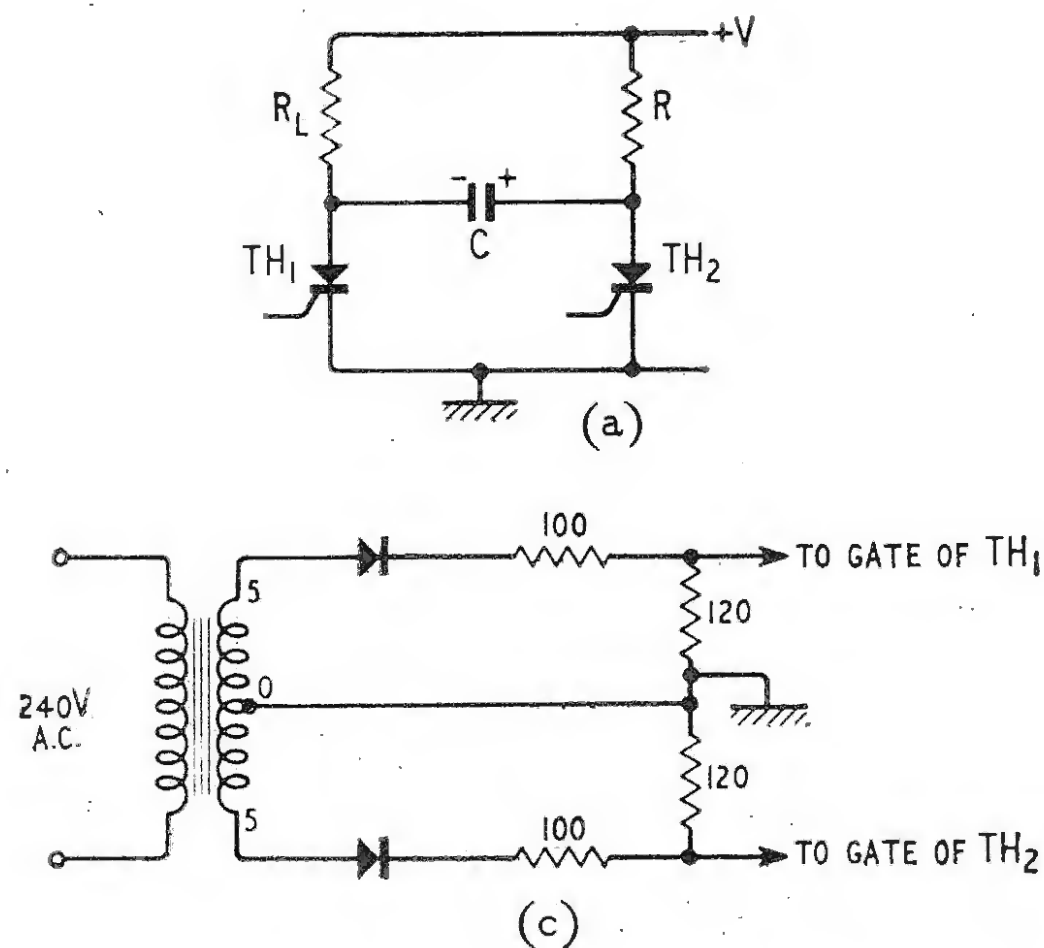 +V
R_L
R
- +
C
TH₁
TH₂
(a)
100
TO GATE OF TH₁
5
120
0
240V
A.C.
120
5
100
TO GATE OF TH₂
(c)